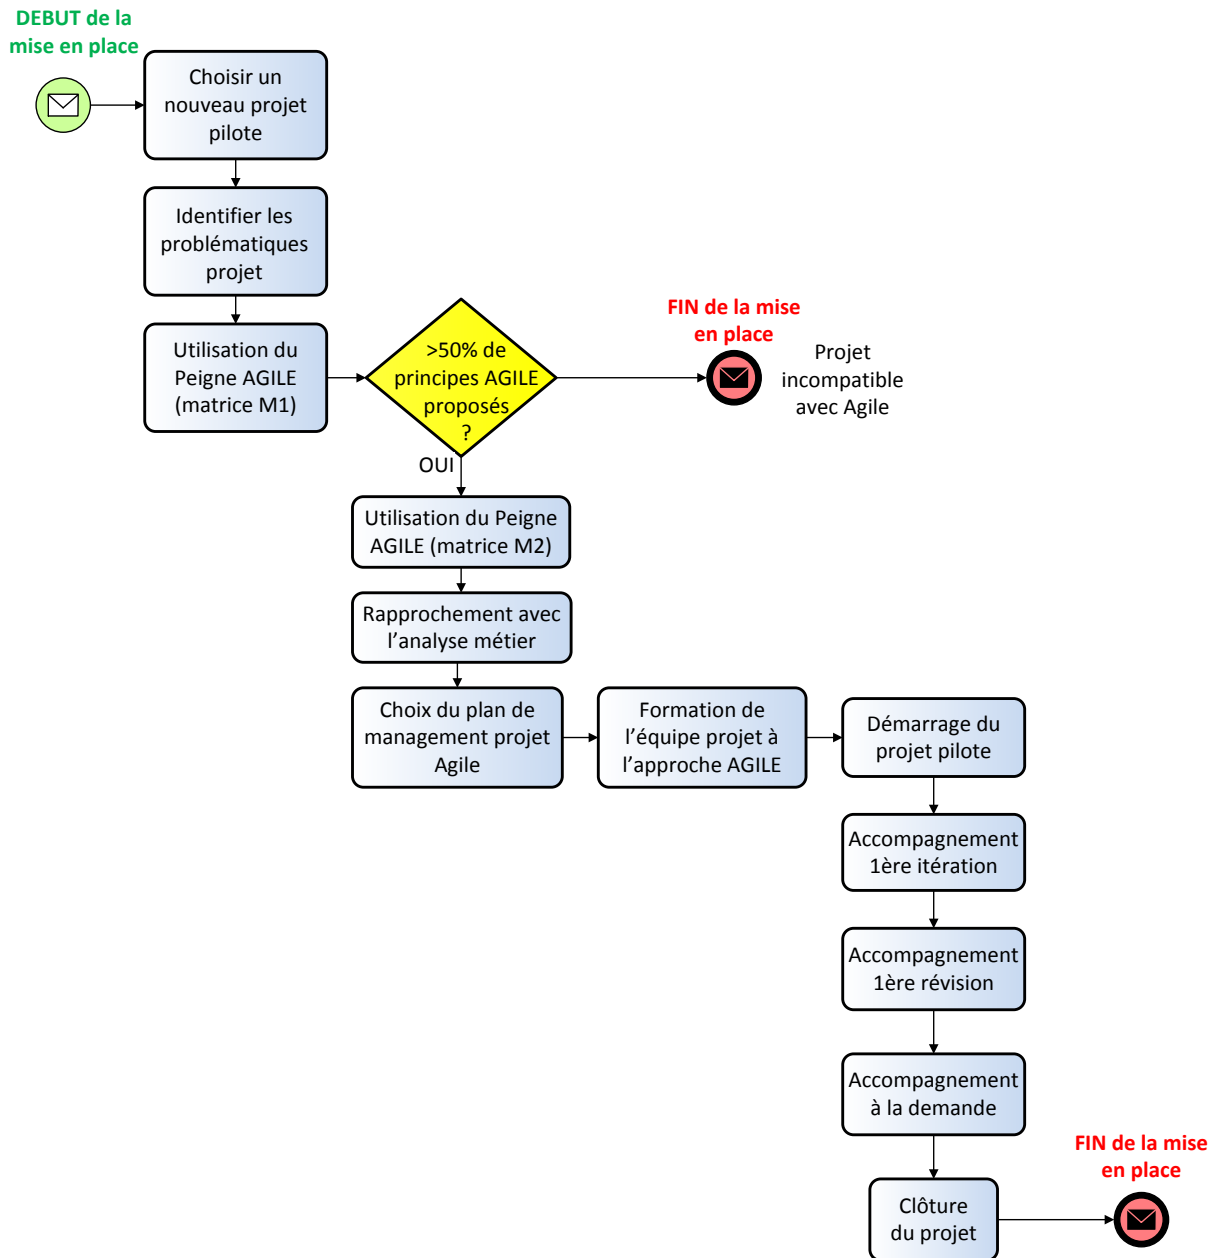 DEBUT de la
mise en place
Choisir un
nouveau projet
pilote
Identifier les
problématiques
projet
Utilisation du
Peigne AGILE
(matrice M1)
>50% de
principes AGILE
proposés
?
FIN de la mise
en place
Projet
incompatible
avec Agile
OUI
Utilisation du Peigne
AGILE (matrice M2)
Rapprochement avec
l’analyse métier
Choix du plan de
management projet
Agile
Formation de
l’équipe projet à
l’approche AGILE
Démarrage du
projet pilote
Accompagnement
1ère itération
Accompagnement
1ère révision
Accompagnement
à la demande
Clôture
du projet
FIN de la mise
en place